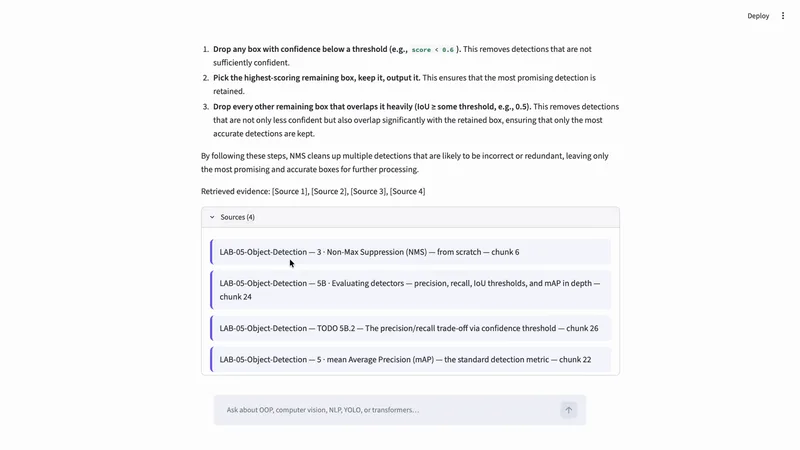 Deploy
1. Drop any box with confidence below a threshold (e.g., score < 0.6 ). This removes detections that are not
sufficiently confident.
2. Pick the highest-scoring remaining box, keep it, output it. This ensures that the most promising detection is
retained.
3. Drop every other remaining box that overlaps it heavily (IoU ≥ some threshold, e.g., 0.5). This removes detections
that are not only less confident but also overlap significantly with the retained box, ensuring that only the most
accurate detections are kept.
By following these steps, NMS cleans up multiple detections that are likely to be incorrect or redundant, leaving only
the most promising and accurate boxes for further processing.
Retrieved evidence: [Source 1], [Source 2], [Source 3], [Source 4]
Sources (4)
LAB-05-Object-Detection — 3 · Non-Max Suppression (NMS) — from scratch — chunk 6
LAB-05-Object-Detection — 5B · Evaluating detectors — precision, recall, IoU thresholds, and mAP in depth —
chunk 24
LAB-05-Object-Detection — TODO 5B.2 — The precision/recall trade-off via confidence threshold — chunk 26
LAB-05-Object-Detection — 5 · mean Average Precision (mAP) — the standard detection metric — chunk 22
Ask about OOP, computer vision, NLP, YOLO, or transformers...